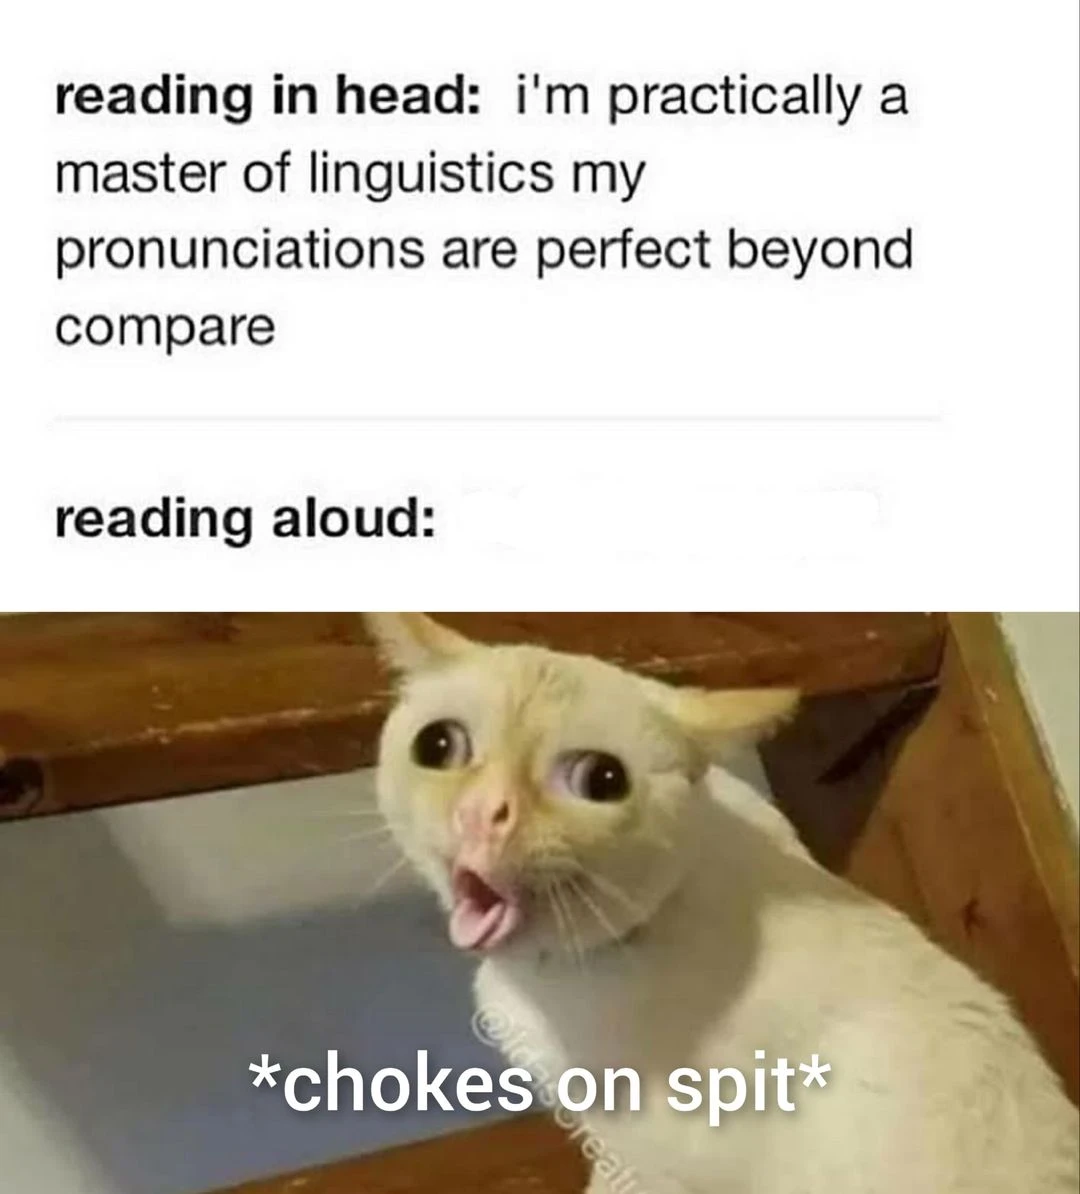 reading in head: i'm practically a
master of linguistics my
pronunciations are perfect beyond
compare
reading aloud:
*chokes on spit*